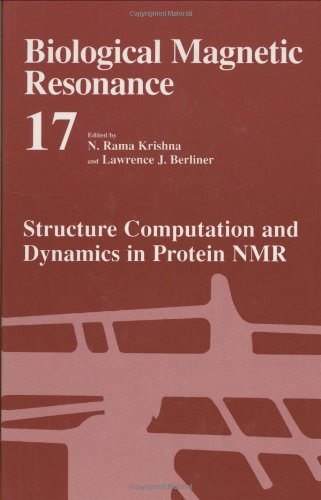 Biological Magnetic
Resonance
17
Edited by
N. Rama Krishna
and Lawrence J. Berliner
Structure Computation and
Dynamics in Protein NMR